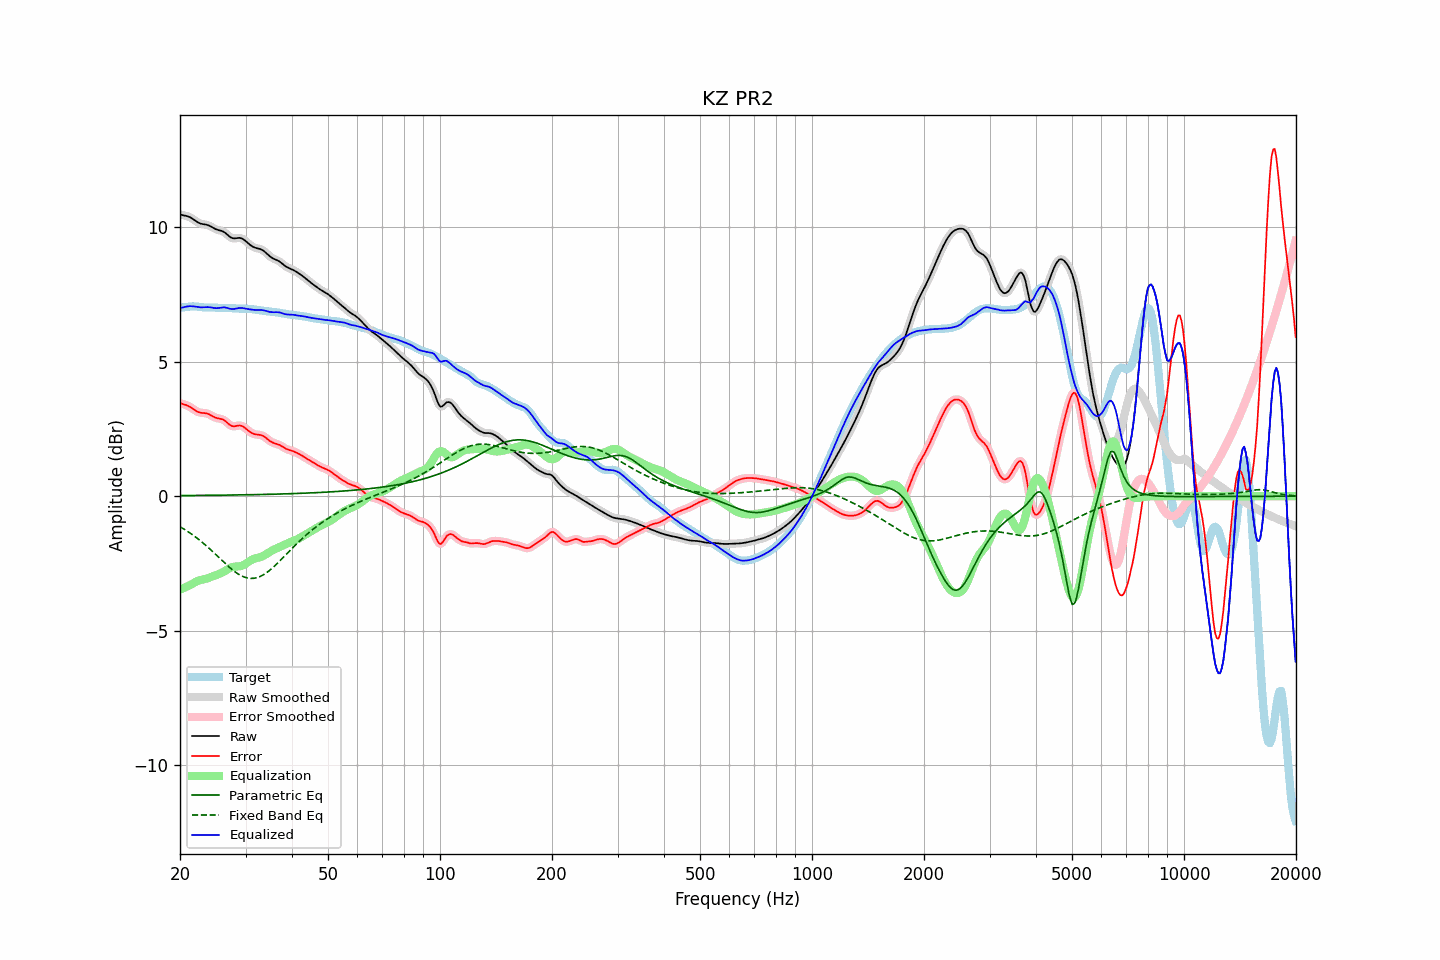 KZ PR2
Amplitude (dBr)
10
5
0
−5
−10
Target
Raw Smoothed
Error Smoothed
Raw
Error
Equalization
Parametric Eq
Fixed Band Eq
Equalized
20 50 100 200 500 1000 2000 5000 10000 20000
Frequency (Hz)